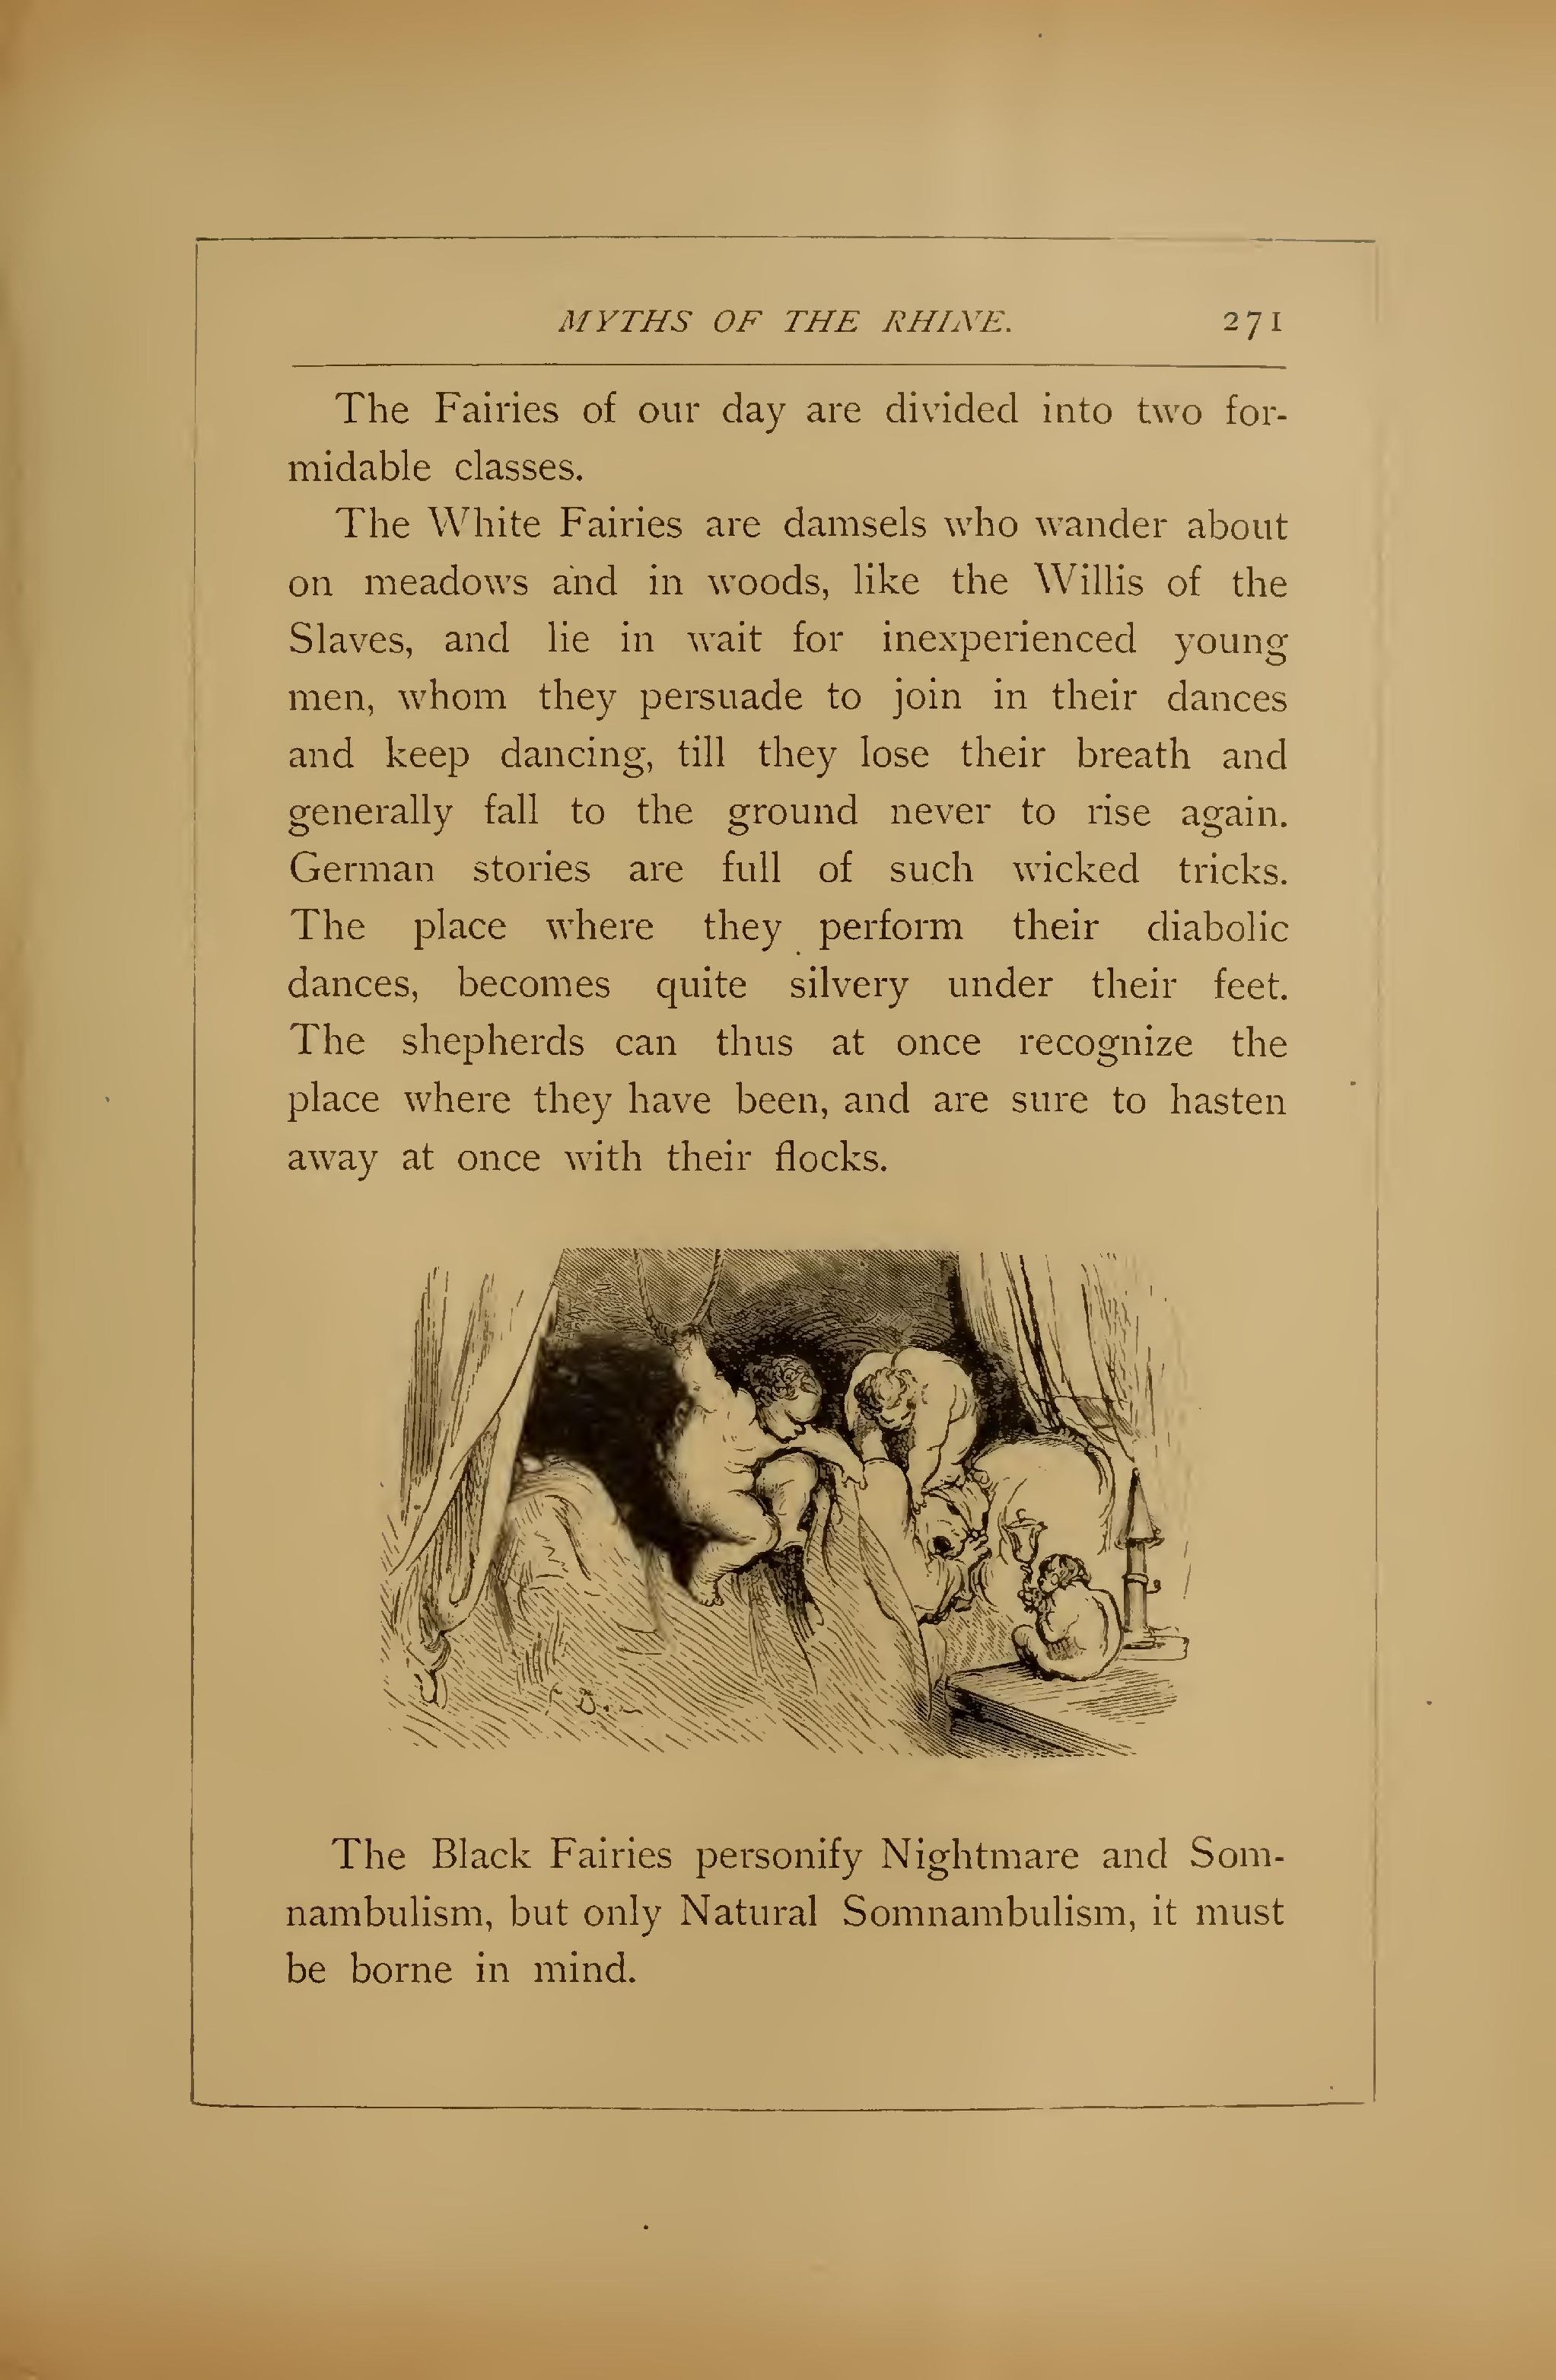 MYTHS OF THE RHINE. 271
The Fairies of our day are divided into two for-
midable classes.
The White Fairies are damsels who wander about
on meadows and in woods, like the Willis of the
Slaves, and lie in wait for inexperienced young
men, whom they persuade to join in their dances
and keep dancing, till they lose their breath and
generally fall to the ground never to rise again.
German stories are full of such wicked tricks.
The place where they perform their diabolic
dances, becomes quite silvery under their feet.
The shepherds can thus at once recognize the
place where they have been, and are sure to hasten
away at once with their flocks.
The Black Fairies personify Nightmare and Som-
nambulism, but only Natural Somnambulism, it must
be borne in mind.